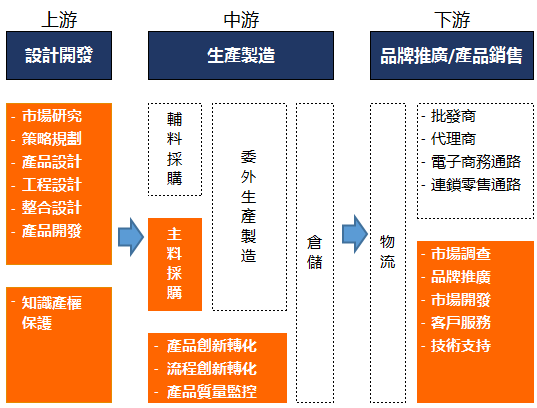 上游
中游
下游
設計開發
生產製造
品牌推廣/產品銷售
- 市場研究
- 策略規劃
- 產品設計
- 工程設計
- 整合設計
- 產品開發
- 知識產權
保護
輔料採購
主料採購
委外生產製造
- 產品創新轉化
- 流程創新轉化
- 產品質量監控
倉儲
物流
- 批發商
- 代理商
- 電子商務通路
- 連鎖零售通路
- 市場調查
- 品牌推廣
- 市場開發
- 客戶服務
- 技術支持